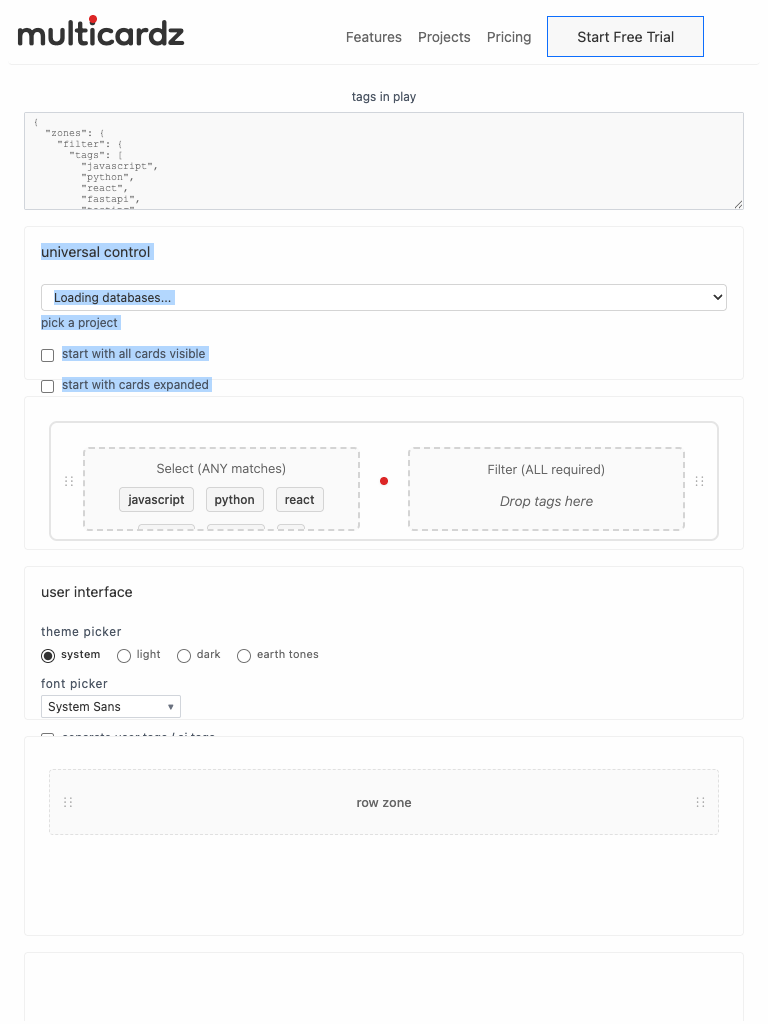 multicardz
Features
Projects
Pricing
Start Free Trial
tags in play
{
"zones": {
"filter": {
"tags": [
"javascript",
"python",
"react",
"fastapi",
universal control
Loading databases...
pick a project
start with all cards visible
start with cards expanded
Select (ANY matches)
javascript
python
react
Filter (ALL required)
Drop tags here
user interface
theme picker
system
light
dark
earth tones
font picker
System Sans
row zone